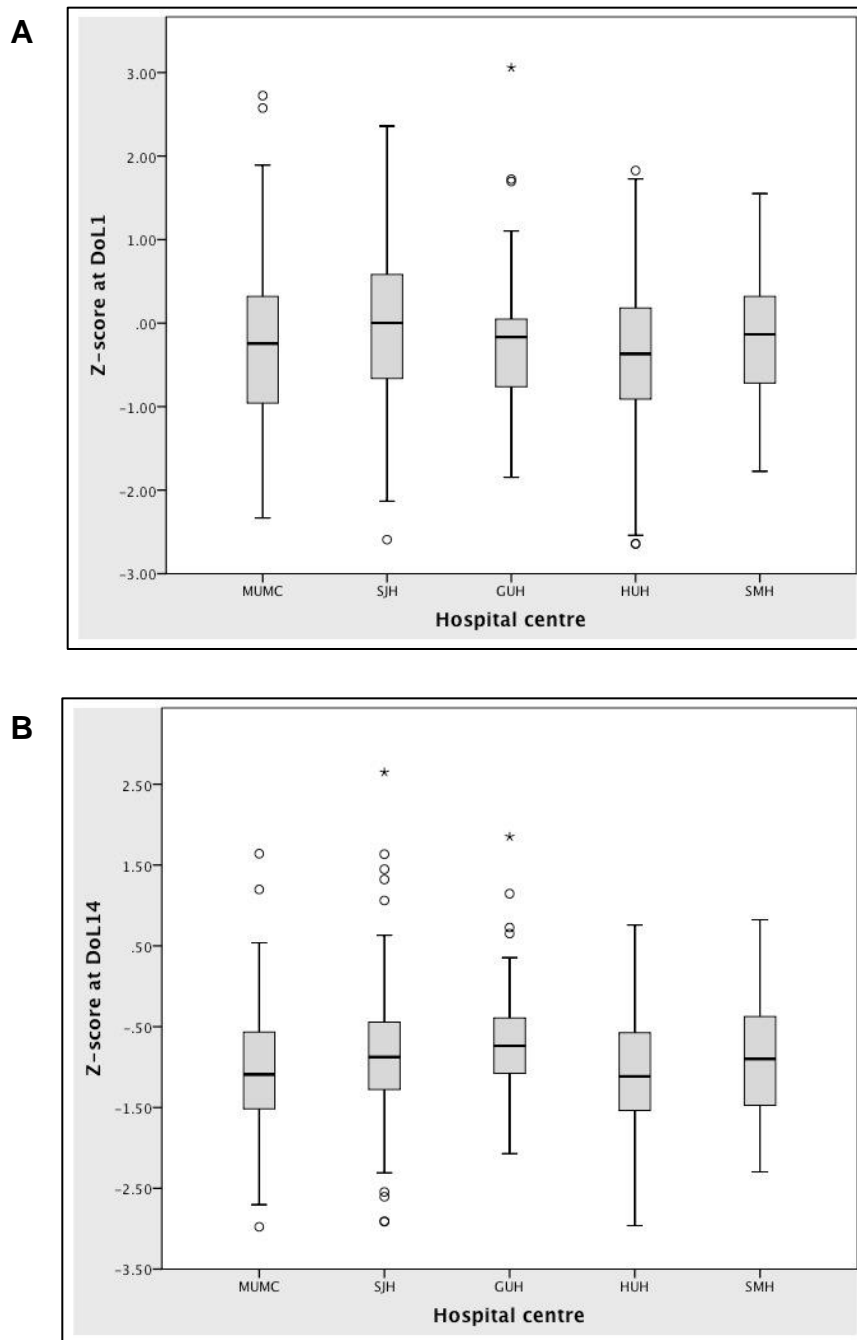 A
Z-score at DoL1
3.00
2.00
1.00
.00
-1.00
-2.00
-3.00
MUMC SJH GUH HUH SMH
Hospital centre
B
Z-score at DoL14
2.50
1.50
.50
-.50
-1.50
-2.50
-3.50
MUMC SJH GUH HUH SMH
Hospital centre